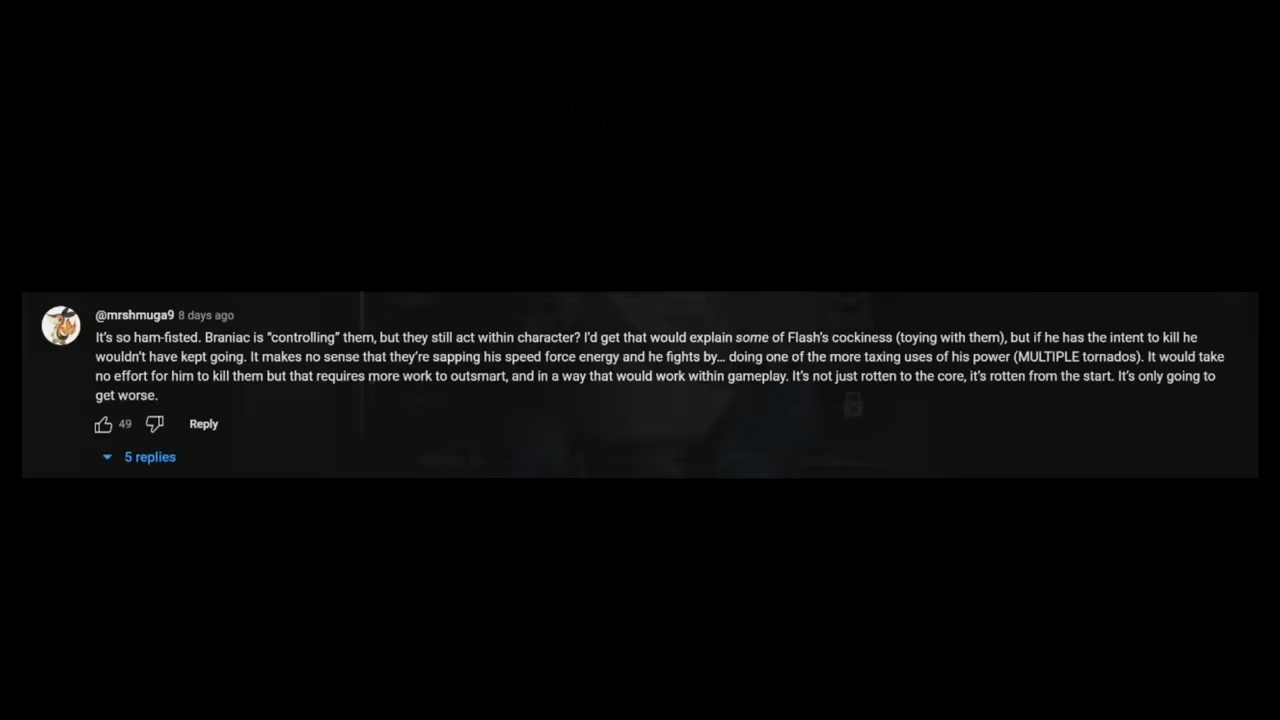 @mrshmuga9 8 days ago
It's so ham-fisted. Braniac is "controlling" them, but they still act within character? I'd get that would explain some of Flash's cockiness (toying with them), but if he has the intent to kill he
wouldn't have kept going. It makes no sense that they're sapping his speed force energy and he fights by... doing one of the more taxing uses of his power (MULTIPLE tornados). It would take
no effort for him to kill them but that requires more work to outsmart, and in a way that would work within gameplay. It's not just rotten to the core, it's rotten from the start. It's only going to
get worse.
49 Reply
5 replies